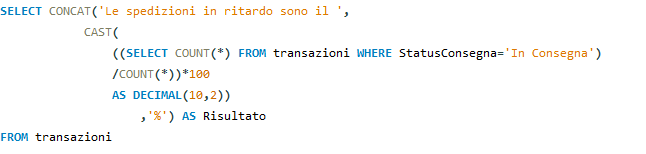 SELECT CONCAT('Le spedizioni in ritardo sono il ',
CAST(
((SELECT COUNT(*) FROM transazioni WHERE StatusConsegna='In Consegna')
/COUNT(*))*100
AS DECIMAL(10,2))
,'%') AS Risultato
FROM transazioni